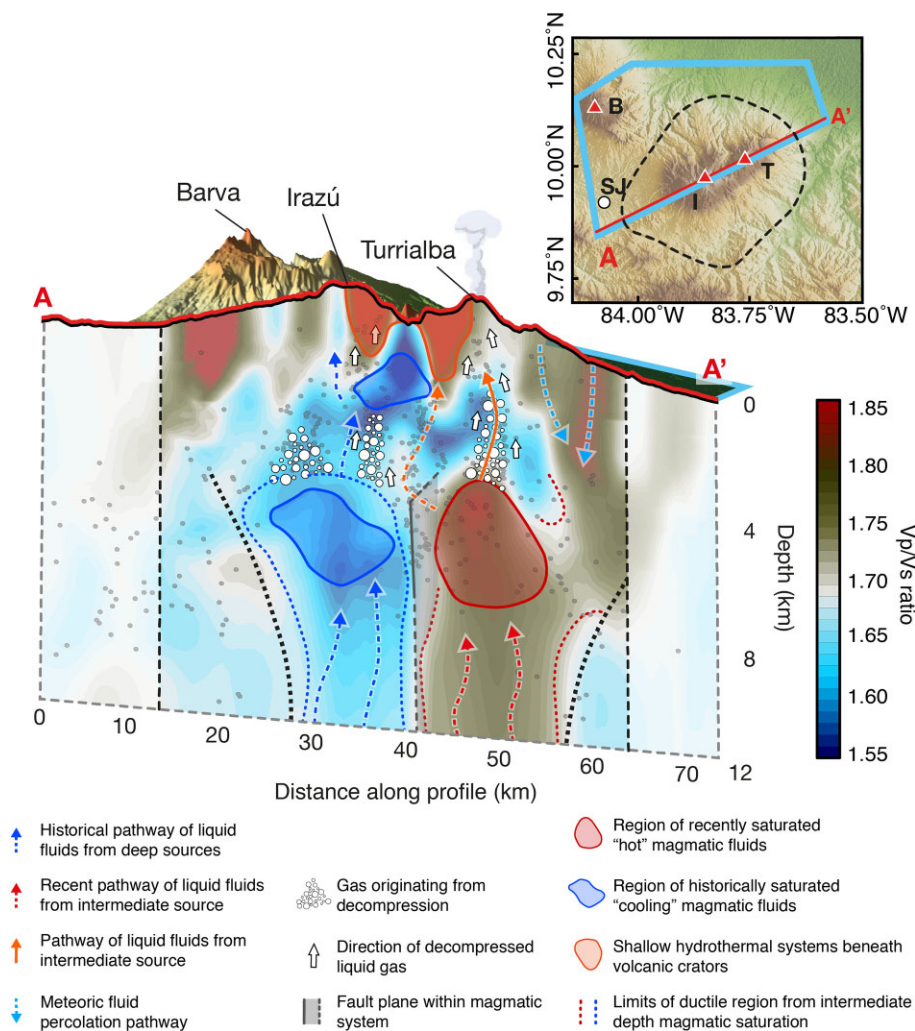 Barva
Irazú
Turrialba
A
A'
10.25°N
10.00°N
9.75°N
B
SJ
I
T
A
A'
84.00°W
83.75°W
83.50°W
0
4
8
12
Depth (km)
0
10
20
30
40
50
60
70
Distance along profile (km)
1.85
1.80
1.75
1.70
1.65
1.60
1.55
Vp/Vs ratio
Historical pathway of liquid
fluids from deep sources
Recent pathway of liquid fluids
from intermediate source
Pathway of liquid fluids from
intermediate source
Meteoric fluid
percolation pathway
Gas originating from
decompression
Direction of decompressed
liquid gas
Fault plane within magmatic
system
Region of recently saturated
“hot” magmatic fluids
Region of historically saturated
“cooling” magmatic fluids
Shallow hydrothermal systems beneath
volcanic crators
Limits of ductile region from intermediate
depth magmatic saturation